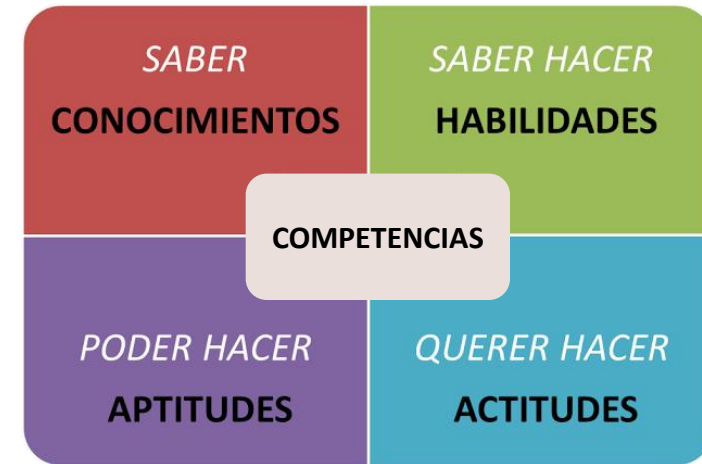 SABER
CONOCIMIENTOS
SABER HACER
HABILIDADES
COMPETENCIAS
PODER HACER
APTITUDES
QUERER HACER
ACTITUDES